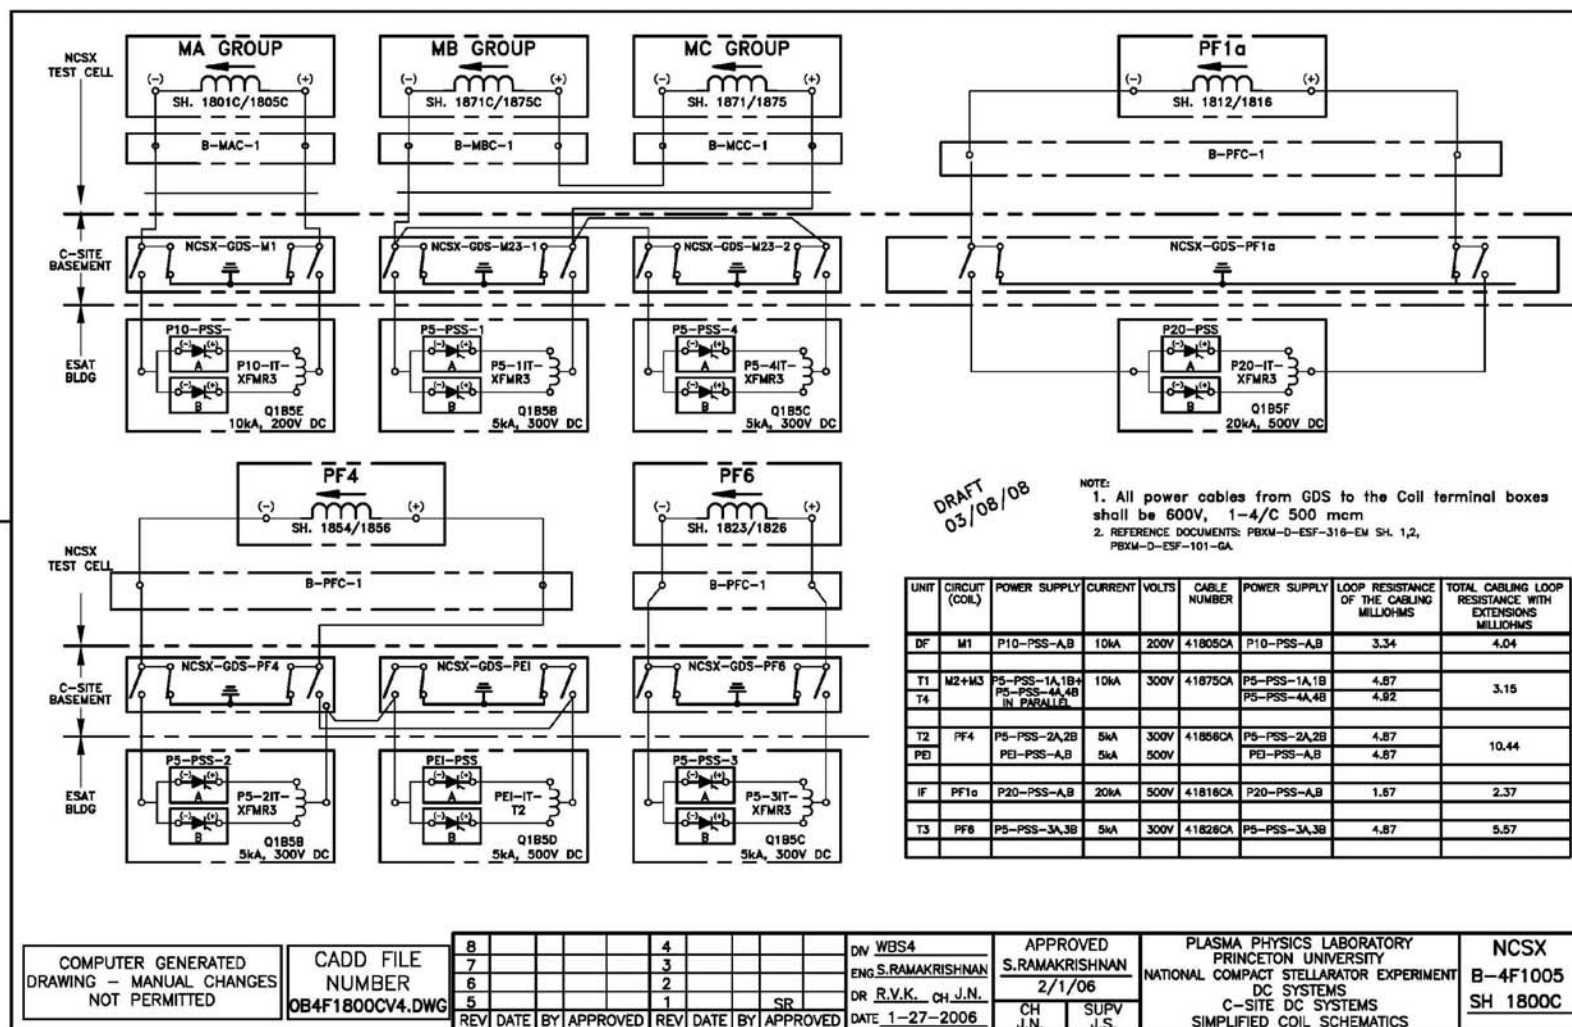 NCSX
TEST CELL
MA GROUP
(-) (+)
SH. 1801C/1805C
B-MAC-1
MB GROUP
(-) (+)
SH. 1871C/1875C
B-MBC-1
MC GROUP
(-) (+)
SH. 1871/1875
B-MCC-1
PF1a
(-) (+)
SH. 1812/1816
B-PFC-1
C-SITE
BASEMENT
NCSX-GDS-M1
NCSX-GDS-M23-1
NCSX-GDS-M23-2
NCSX-GDS-PF1a
ESAT
BLDG
P10-PSS-
(-) (+)
A
(-) (+)
B
P10-IT-
XFMR3
Q1B5E
10kA, 200V DC
P5-PSS-1
(-) (+)
A
(-) (+)
B
P5-1IT-
XFMR3
Q1B5B
5kA, 300V DC
P5-PSS-4
(-) (+)
A
(-) (+)
B
P5-4IT-
XFMR3
Q1B5C
5kA, 300V DC
P20-PSS
(-) (+)
A
(-) (+)
B
P20-IT-
XFMR3
Q1B5F
20kA, 500V DC
PF4
(-) (+)
SH. 1854/1856
B-PFC-1
PF6
(-) (+)
SH. 1823/1826
B-PFC-1
NCSX
TEST CELL
C-SITE
BASEMENT
NCSX-GDS-PF4
NCSX-GDS-PEI
NCSX-GDS-PF6
ESAT
BLDG
P5-PSS-2
(-) (+)
A
(-) (+)
B
P5-2IT-
XFMR3
Q1B5B
5kA, 300V DC
PEI-PSS
(-) (+)
A
(-) (+)
B
PEI-IT-
T2
Q1B5D
5kA, 500V DC
P5-PSS-3
(-) (+)
A
(-) (+)
B
P5-3IT-
XFMR3
Q1B5C
5kA, 300V DC
DRAFT
03/08/08
NOTE:
1. All power cables from GDS to the Coil terminal boxes
shall be 600V, 1-4/C 500 mcm
2. REFERENCE DOCUMENTS: PBXM-D-ESF-316-EM SH. 1,2,
PBXM-D-ESF-101-GA.
UNIT CIRCUIT (COIL) POWER SUPPLY CURRENT VOLTS CABLE NUMBER POWER SUPPLY LOOP RESISTANCE OF THE CABLING MILLIOHMS TOTAL CABLING LOOP RESISTANCE WITH EXTENSIONS MILLIOHMS
DF M1 P10-PSS-A,B 10kA 200V 41805CA P10-PSS-A,B 3.34 4.04
T1 M2+M3 P5-PSS-1A,1B+ 10kA 300V 41875CA P5-PSS-1A,1B 4.87 3.15
T4 P5-PSS-4A,4B P5-PSS-4A,4B 4.92
IN PARALLEL
T2 PF4 P5-PSS-2A,2B 5kA 300V 41856CA P5-PSS-2A,2B 4.87 10.44
PEI PEI-PSS-A,B 5kA 500V PEI-PSS-A,B 4.87
IF PF1a P20-PSS-A,B 20kA 500V 41816CA P20-PSS-A,B 1.67 2.37
T3 PF6 P5-PSS-3A,3B 5kA 300V 41826CA P5-PSS-3A,3B 4.87 5.57
COMPUTER GENERATED
DRAWING - MANUAL CHANGES
NOT PERMITTED
CADD FILE
NUMBER
0B4F1800CV4.DWG
8 4
7 3
6 2
5 1 SR
REV DATE BY APPROVED REV DATE BY APPROVED
DIV WBS4
ENG S.RAMAKRISHNAN
DR R.V.K. CH J.N.
DATE 1-27-2006
APPROVED
S.RAMAKRISHNAN
2/1/06
CH SUPV
J.N. J.S.
PLASMA PHYSICS LABORATORY
PRINCETON UNIVERSITY
NATIONAL COMPACT STELLARATOR EXPERIMENT
DC SYSTEMS
C-SITE DC SYSTEMS
SIMPLIFIED COIL SCHEMATICS
NCSX
B-4F1005
SH 1800C